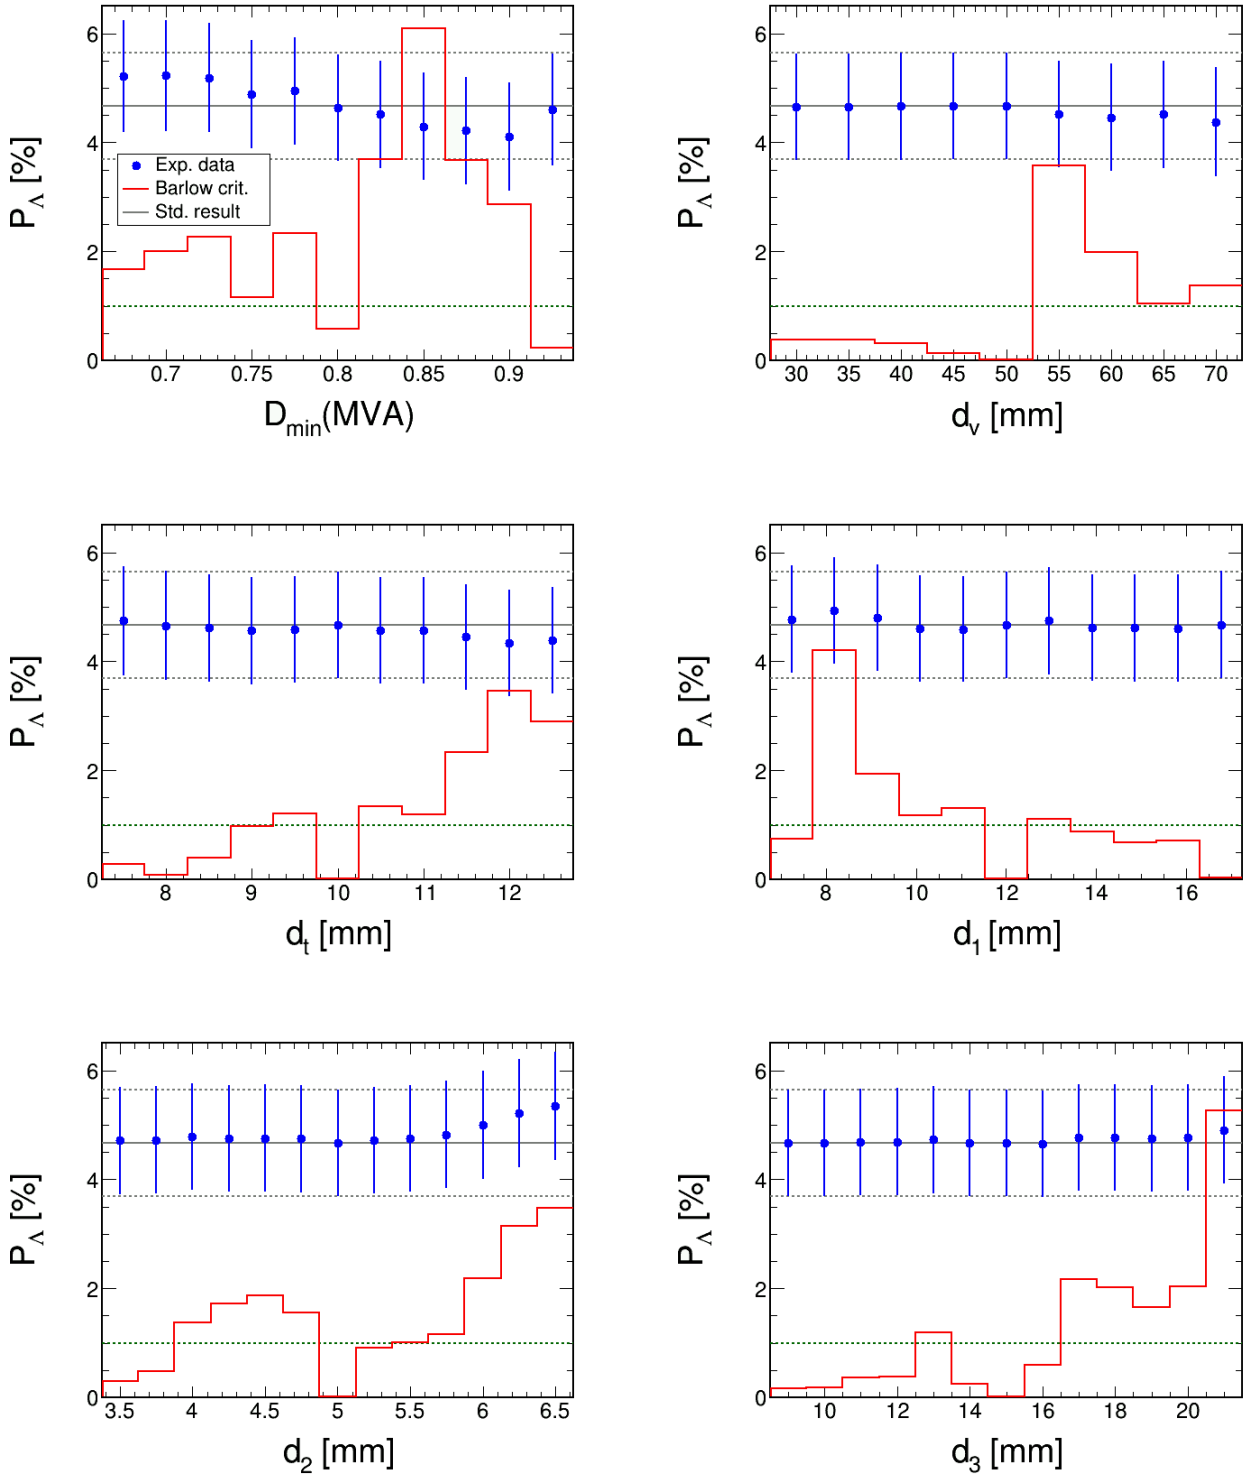 6
4
2
0
P_Λ [%]
Exp. data
Barlow crit.
Std. result
0.7 0.75 0.8 0.85 0.9
D_min(MVA)
6
4
2
0
P_Λ [%]
30 35 40 45 50 55 60 65 70
d_v [mm]
6
4
2
0
P_Λ [%]
8 9 10 11 12
d_t [mm]
6
4
2
0
P_Λ [%]
8 10 12 14 16
d_1 [mm]
6
4
2
0
P_Λ [%]
3.5 4 4.5 5 5.5 6 6.5
d_2 [mm]
6
4
2
0
P_Λ [%]
10 12 14 16 18 20
d_3 [mm]